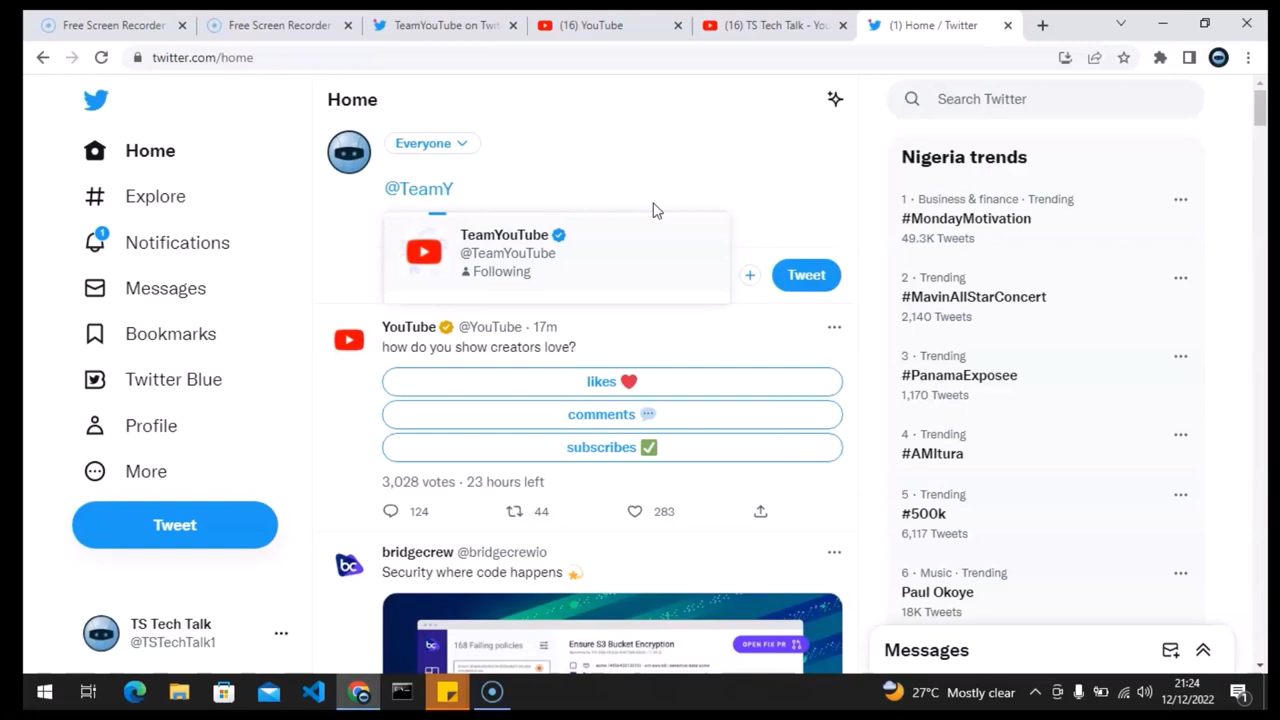 Free Screen Recorder
Free Screen Recorder
TeamYouTube on Twi
(16) YouTube
(16) TS Tech Talk - You
(1) Home / Twitter
twitter.com/home
Home
Explore
Notifications
1
Messages
Bookmarks
Twitter Blue
Profile
More
Tweet
TS Tech Talk
@TSTechTalk1
Home
Everyone
@TeamY
TeamYouTube
@TeamYouTube
Following
Tweet
YouTube @YouTube · 17m
how do you show creators love?
likes ❤️
comments 💬
subscribes ✅
3,028 votes · 23 hours left
124 44 283
bridgecrew @bridgecrewio
Security where code happens 💫
bc
168 Failing policies
Ensure S3 Bucket Encryption
OPEN FIX PR
Search Twitter
Nigeria trends
1 · Business & finance · Trending
#MondayMotivation
49.3K Tweets
2 · Trending
#MavinAllStarConcert
2,140 Tweets
3 · Trending
#PanamaExposee
1,170 Tweets
4 · Trending
#AMItura
5 · Trending
#500k
6,117 Tweets
6 · Music · Trending
Paul Okoye
18K Tweets
Messages
27°C Mostly clear
21:24
12/12/2022
1